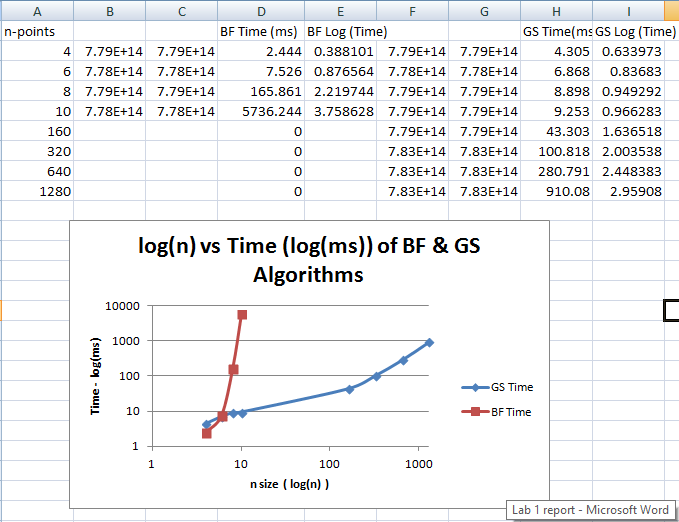 A B C D E F G H I
n-points BF Time (ms) BF Log (Time) GS Time(ms GS Log (Time)
4 7.79E+14 7.79E+14 2.444 0.388101 7.79E+14 7.79E+14 4.305 0.633973
6 7.78E+14 7.78E+14 7.526 0.876564 7.78E+14 7.78E+14 6.868 0.83683
8 7.79E+14 7.79E+14 165.861 2.219744 7.79E+14 7.79E+14 8.898 0.949292
10 7.78E+14 7.78E+14 5736.244 3.758628 7.78E+14 7.78E+14 9.253 0.966283
160 0 7.79E+14 7.79E+14 43.303 1.636518
320 0 7.83E+14 7.83E+14 100.818 2.003538
640 0 7.83E+14 7.83E+14 280.791 2.448383
1280 0 7.83E+14 7.83E+14 910.08 2.95908
log(n) vs Time (log(ms)) of BF & GS
Algorithms
Time - log(ms)
10000
1000
100
10
1
1 10 100 1000
n size ( log(n) )
GS Time
BF Time
Lab 1 report - Microsoft Word